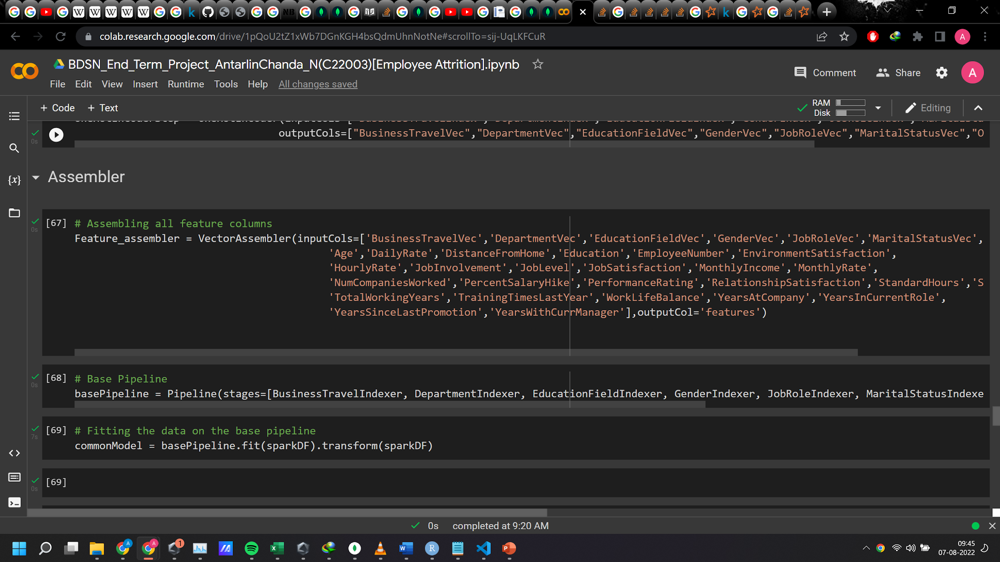 colab.research.google.com/drive/1pQoU2tZ1xWb7DGnKGH4bsQdmUhnNotNe#scrollTo=sij-UqLKFCuR
A
BDSN_End_Term_Project_AntarlinChanda_N(C22003)[Employee Attrition].ipynb
Comment
Share
A
File Edit View Insert Runtime Tools Help All changes saved
+ Code + Text
RAM
Disk
Editing
outputCols=["BusinessTravelVec","DepartmentVec","EducationFieldVec","GenderVec","JobRoleVec","MaritalStatusVec","O
0s
Assembler
[67] # Assembling all feature columns
0s
Feature_assembler = VectorAssembler(inputCols=['BusinessTravelVec','DepartmentVec','EducationFieldVec','GenderVec','JobRoleVec','MaritalStatusVec',
'Age','DailyRate','DistanceFromHome','Education','EmployeeNumber','EnvironmentSatisfaction',
'HourlyRate','JobInvolvement','JobLevel','JobSatisfaction','MonthlyIncome','MonthlyRate',
'NumCompaniesWorked','PercentSalaryHike','PerformanceRating','RelationshipSatisfaction','StandardHours','S
'TotalWorkingYears','TrainingTimesLastYear','WorkLifeBalance','YearsAtCompany','YearsInCurrentRole',
'YearsSinceLastPromotion','YearsWithCurrManager'],outputCol='features')
[68] # Base Pipeline
0s
basePipeline = Pipeline(stages=[BusinessTravelIndexer, DepartmentIndexer, EducationFieldIndexer, GenderIndexer, JobRoleIndexer, MaritalStatusIndexe
[69] # Fitting the data on the base pipeline
7s
commonModel = basePipeline.fit(sparkDF).transform(sparkDF)
[69]
0s
0s completed at 9:20 AM
09:45
07-08-2022